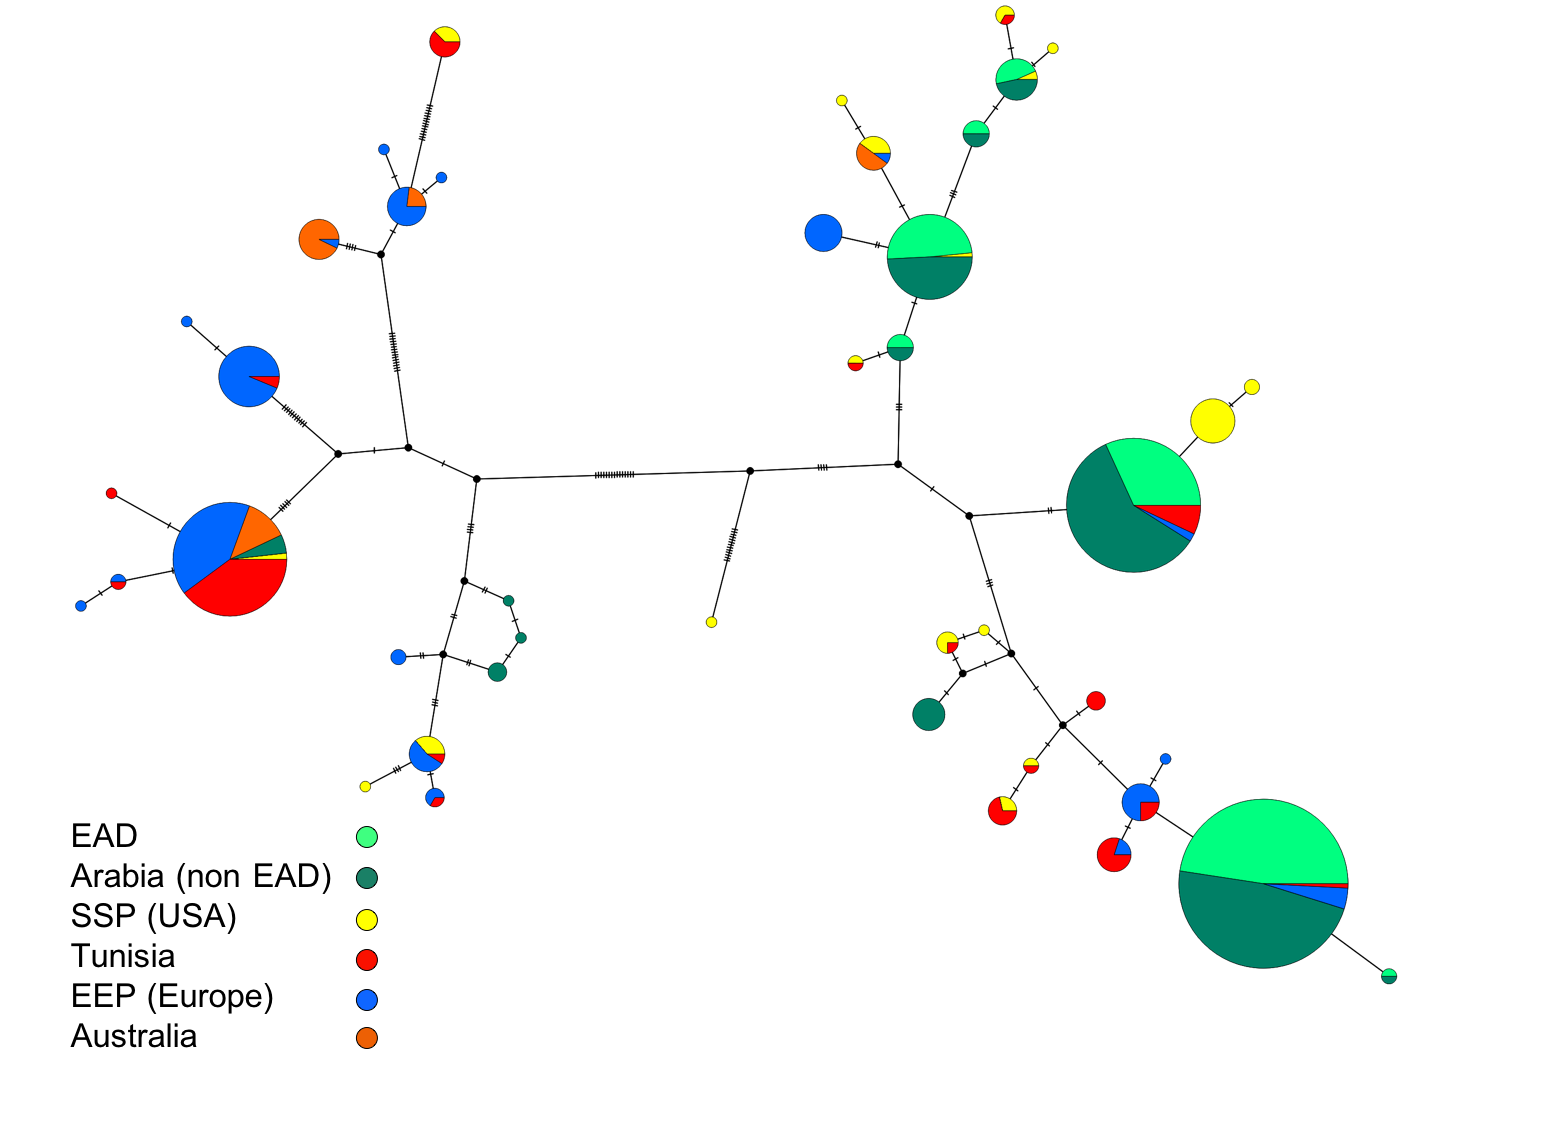 EAD
Arabia (non EAD)
SSP (USA)
Tunisia
EEP (Europe)
Australia